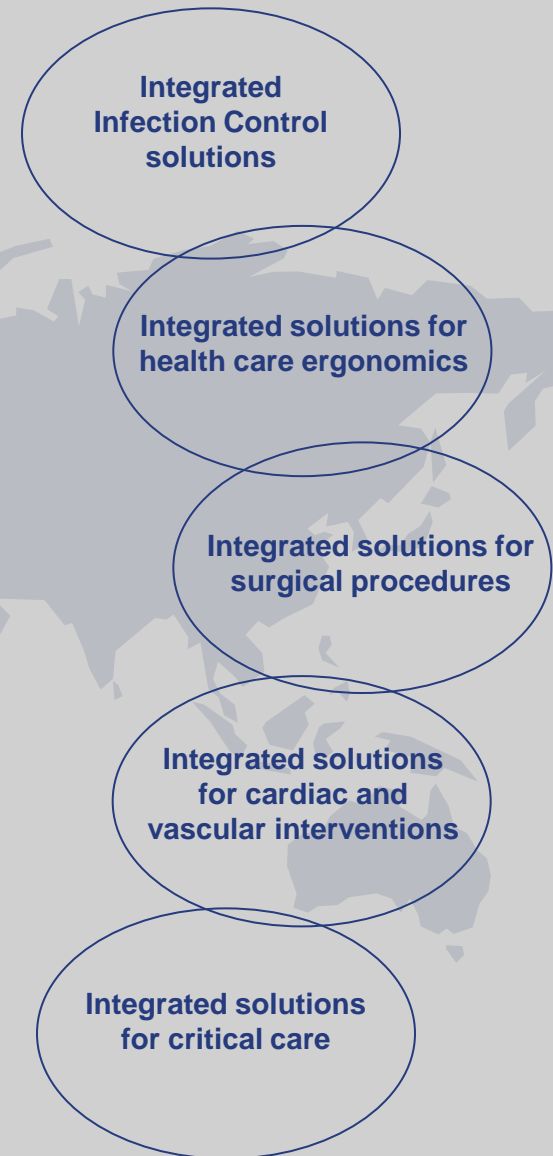 Integrated
Infection Control
solutions
Integrated solutions for
health care ergonomics
Integrated solutions for
surgical procedures
Integrated solutions
for cardiac and
vascular interventions
Integrated solutions
for critical care